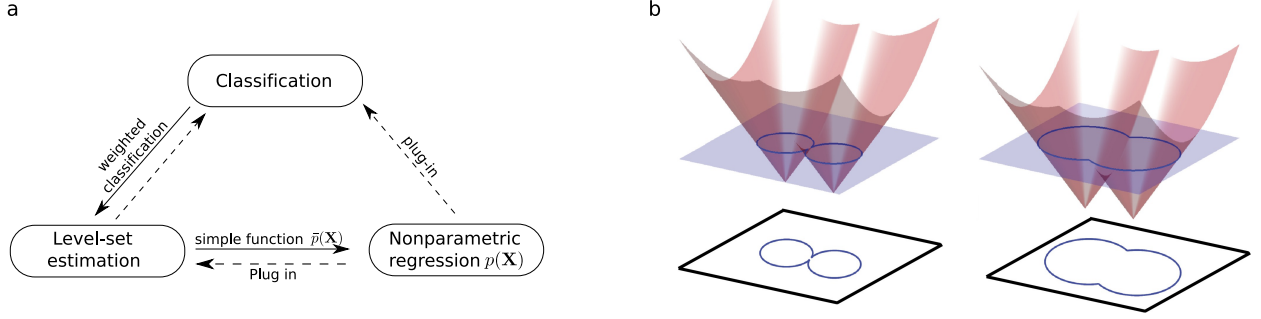 a
b
Classification
weighted
classification
plug-in
Level-set
estimation
simple function p̄(X)
Plug in
Nonparametric
regression p(X)